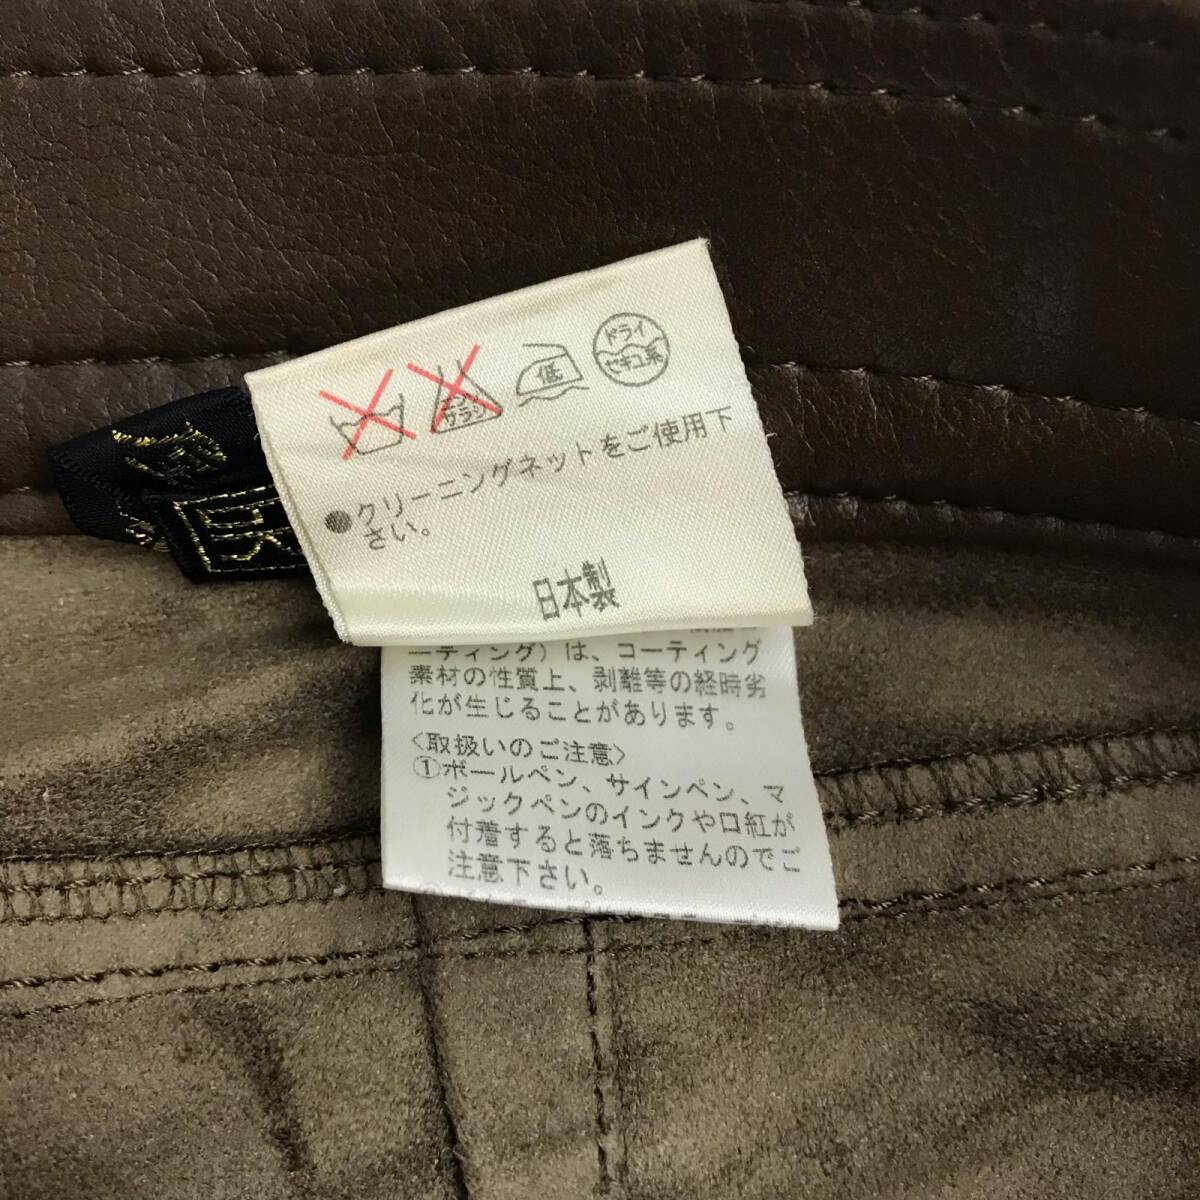 ドライ
セキユ系
低
エンソ
サラシ
●クリーニングネットをご使用下
さい。
日本製
ーティング)は、コーティング
素材の性質上、剥離等の経時劣
化が生じることがあります。
〈取扱いのご注意〉
①ボールペン、サインペン、マ
ジックペンのインクや口紅が
付着すると落ちませんのでご
注意下さい。